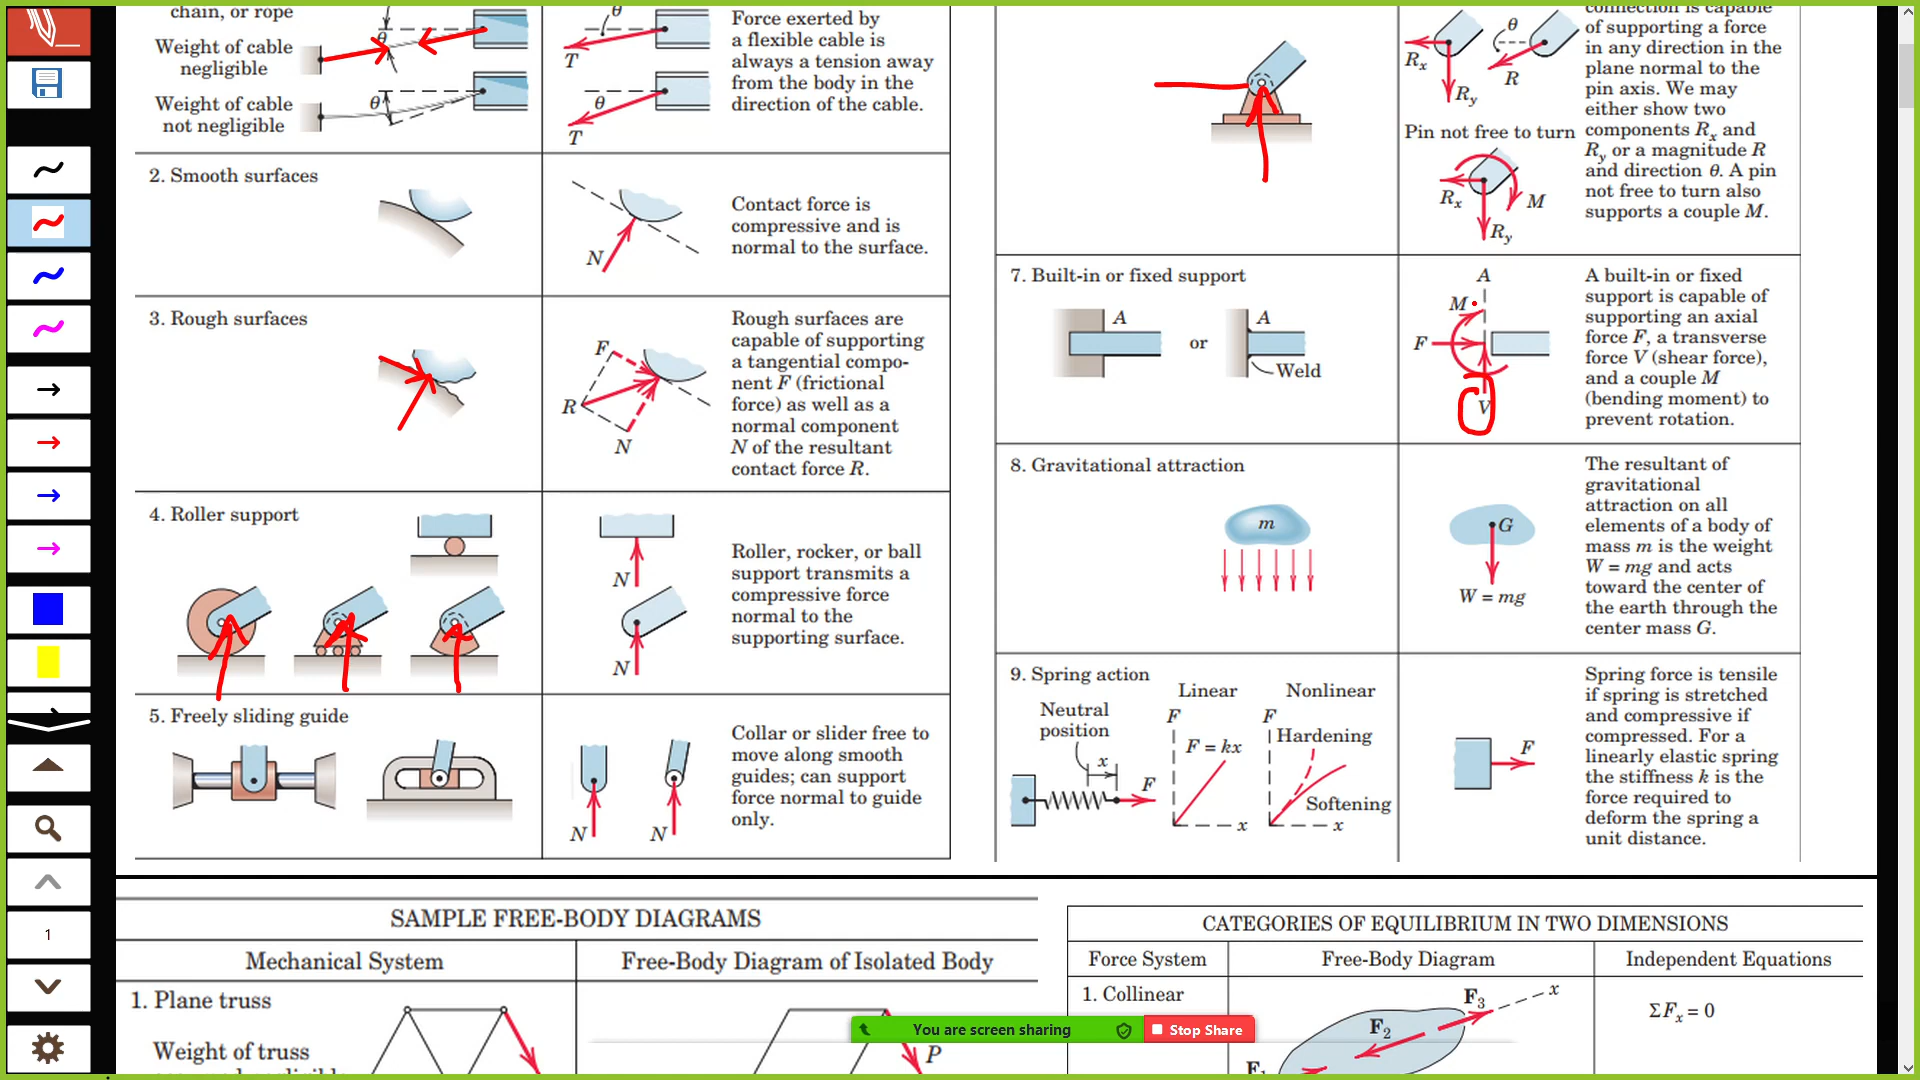 chain, or rope
Weight of cable
negligible
Weight of cable
not negligible
θ
θ
θ
T
θ
T
Force exerted by
a flexible cable is
always a tension away
from the body in the
direction of the cable.
2. Smooth surfaces
N
Contact force is
compressive and is
normal to the surface.
3. Rough surfaces
F
R
N
Rough surfaces are
capable of supporting
a tangential compo-
nent F (frictional
force) as well as a
normal component
N of the resultant
contact force R.
4. Roller support
N
N
Roller, rocker, or ball
support transmits a
compressive force
normal to the
supporting surface.
5. Freely sliding guide
N
N
Collar or slider free to
move along smooth
guides; can support
force normal to guide
only.
Rx
Ry
θ
R
Pin not free to turn
Rx
M
Ry
connection is capable
of supporting a force
in any direction in the
plane normal to the
pin axis. We may
either show two
components Rx and
Ry or a magnitude R
and direction θ. A pin
not free to turn also
supports a couple M.
7. Built-in or fixed support
A
or
A
Weld
A
M
F
V
A built-in or fixed
support is capable of
supporting an axial
force F, a transverse
force V (shear force),
and a couple M
(bending moment) to
prevent rotation.
8. Gravitational attraction
m
G
W = mg
The resultant of
gravitational
attraction on all
elements of a body of
mass m is the weight
W = mg and acts
toward the center of
the earth through the
center mass G.
9. Spring action
Neutral
position
x
F
Linear
F
F = kx
x
Nonlinear
F
Hardening
Softening
x
F
Spring force is tensile
if spring is stretched
and compressive if
compressed. For a
linearly elastic spring
the stiffness k is the
force required to
deform the spring a
unit distance.
1
SAMPLE FREE-BODY DIAGRAMS
Mechanical System
Free-Body Diagram of Isolated Body
1. Plane truss
Weight of truss
P
CATEGORIES OF EQUILIBRIUM IN TWO DIMENSIONS
Force System
Free-Body Diagram
Independent Equations
1. Collinear
F3
x
F2
F1
ΣFx = 0
You are screen sharing
Stop Share